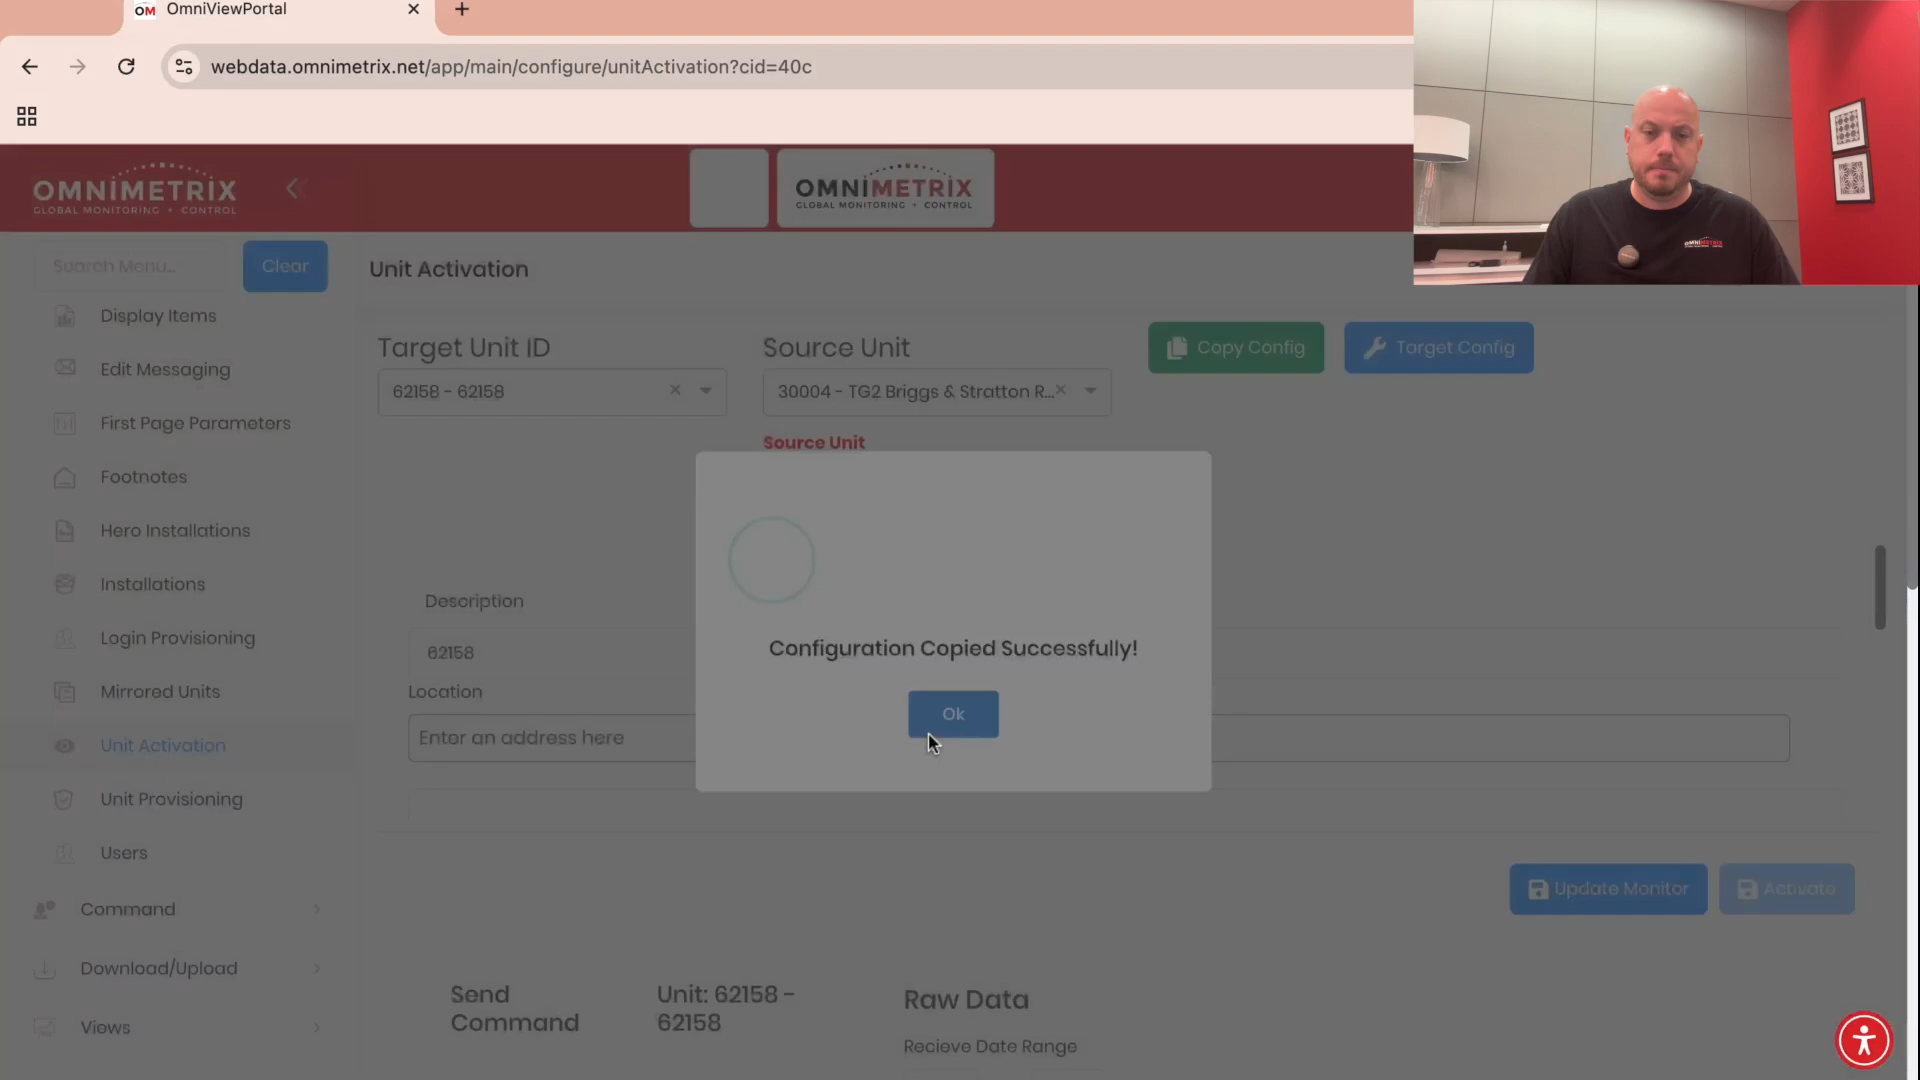 OmniViewPortal
webdata.omnimetrix.net/app/main/configure/unitActivation?cid=40c
OMNIMETRIX
GLOBAL MONITORING • CONTROL
OMNIMETRIX
GLOBAL MONITORING • CONTROL
Search Menu...
Clear
Unit Activation
Display Items
Edit Messaging
First Page Parameters
Footnotes
Hero Installations
Installations
Login Provisioning
Mirrored Units
Unit Activation
Unit Provisioning
Users
Command
Download/Upload
Views
Target Unit ID
62158 - 62158
Source Unit
30004 - TG2 Briggs & Stratton R...
Source Unit
Copy Config
Target Config
Description
62158
Location
Enter an address here
Configuration Copied Successfully!
Ok
Update Monitor
Activate
Send
Command
Unit: 62158 -
62158
Raw Data
Recieve Date Range
OMNIMETRIX